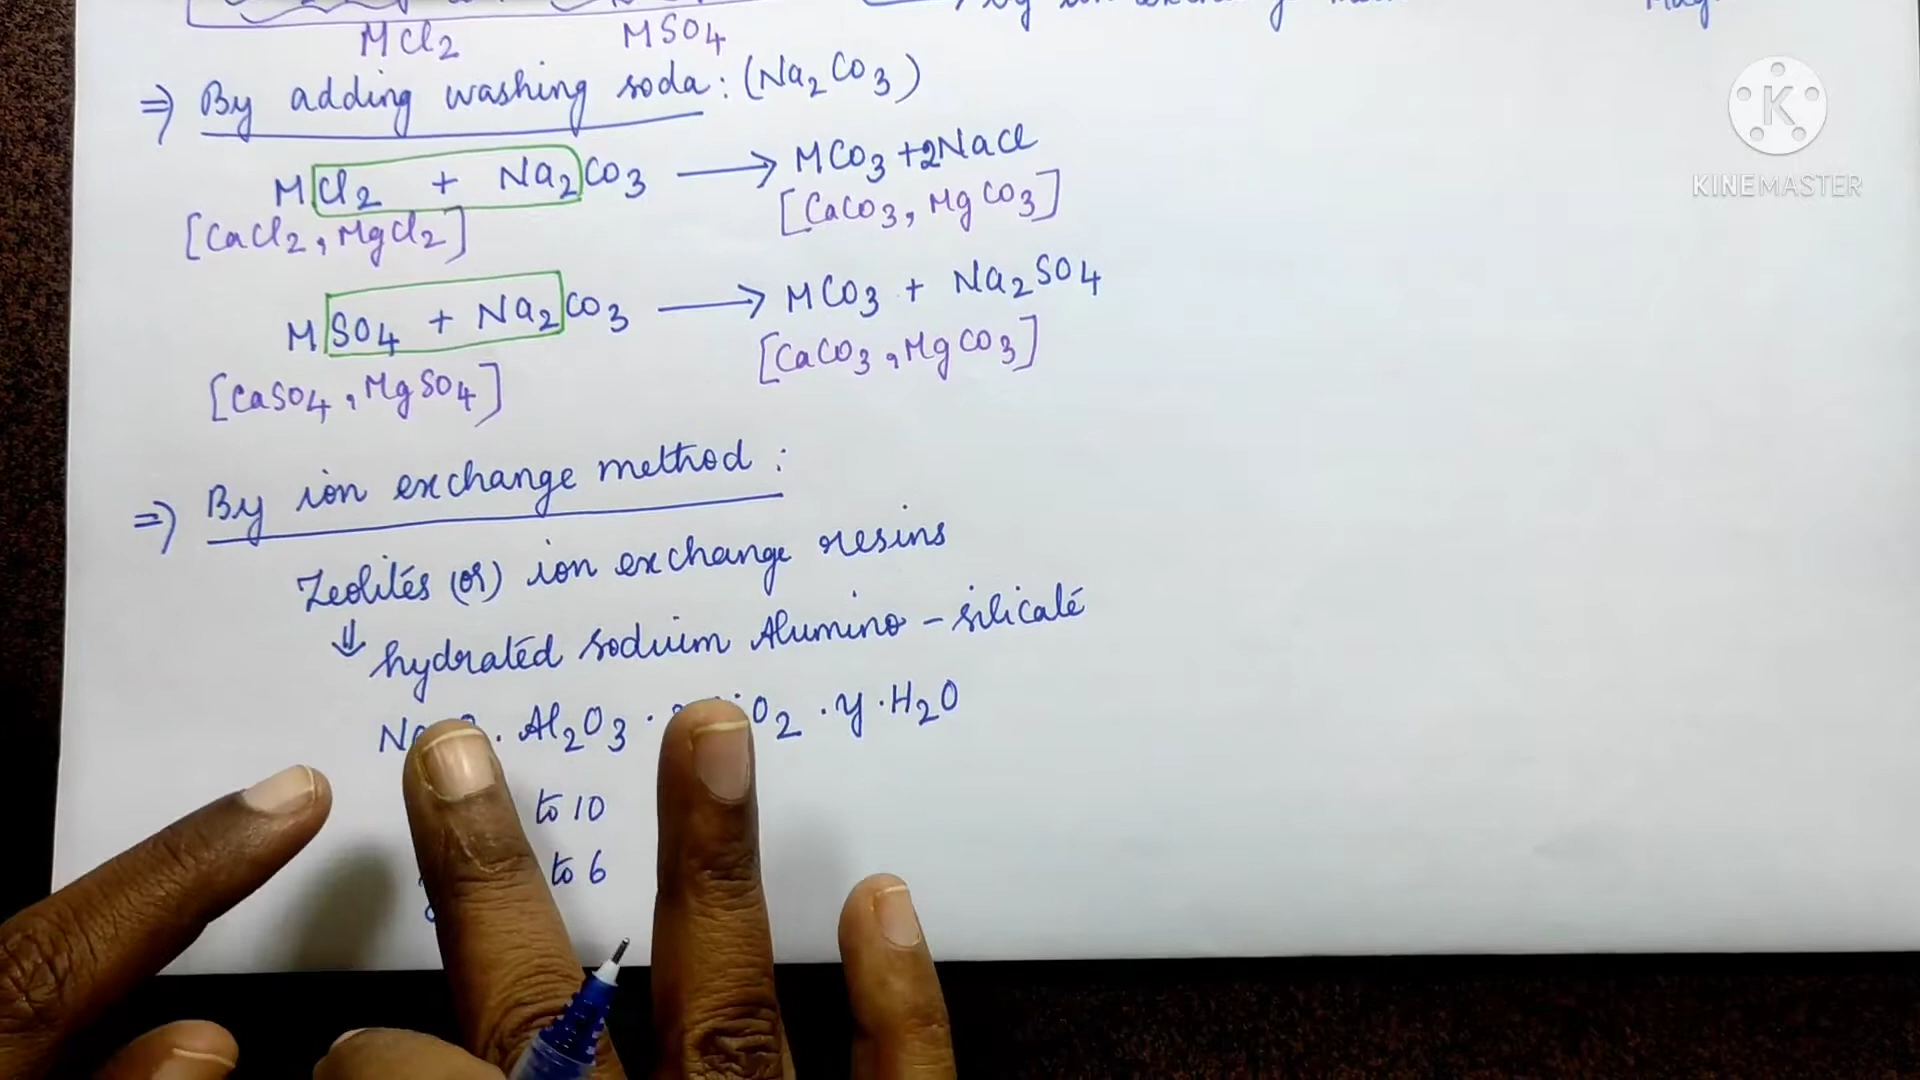 MCl2 MSO4
⇒ By adding washing soda: (Na2CO3)
MCl2 + Na2CO3 ⟶ MCO3 + 2NaCl
[CaCl2, MgCl2] [CaCO3, MgCO3]
MSO4 + Na2CO3 ⟶ MCO3 + Na2SO4
[CaSO4, MgSO4] [CaCO3, MgCO3]
⇒ By ion exchange method:
Zeolites (or) ion exchange resins
⇓ hydrated sodium Alumino-silicate
Al2O3 · O2 · y · H2O
to 10
to 6
K
KINEMASTER